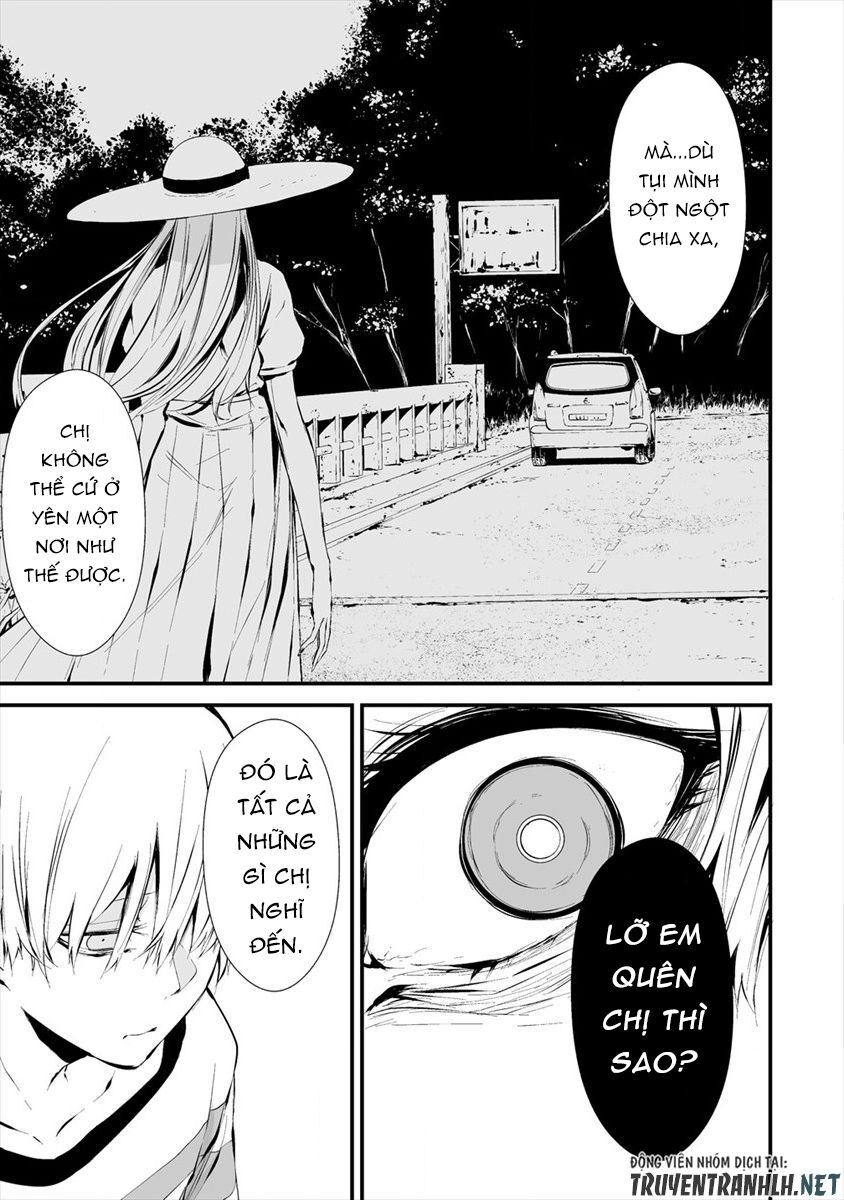 MÀ...DÙ
TỤI MÌNH
ĐỘT NGỘT
CHIA XA,
CHỊ
KHÔNG
THỂ CỨ Ở
YÊN MỘT
NƠI NHƯ
THẾ ĐƯỢC.
LỠ EM
QUÊN
CHỊ THÌ
SAO?
ĐÓ LÀ
TẤT CẢ
NHỮNG
GÌ CHỊ
NGHĨ
ĐẾN.
ĐỘNG VIÊN NHÓM DỊCH TẠI:
TRUYENTRANHLH.NET